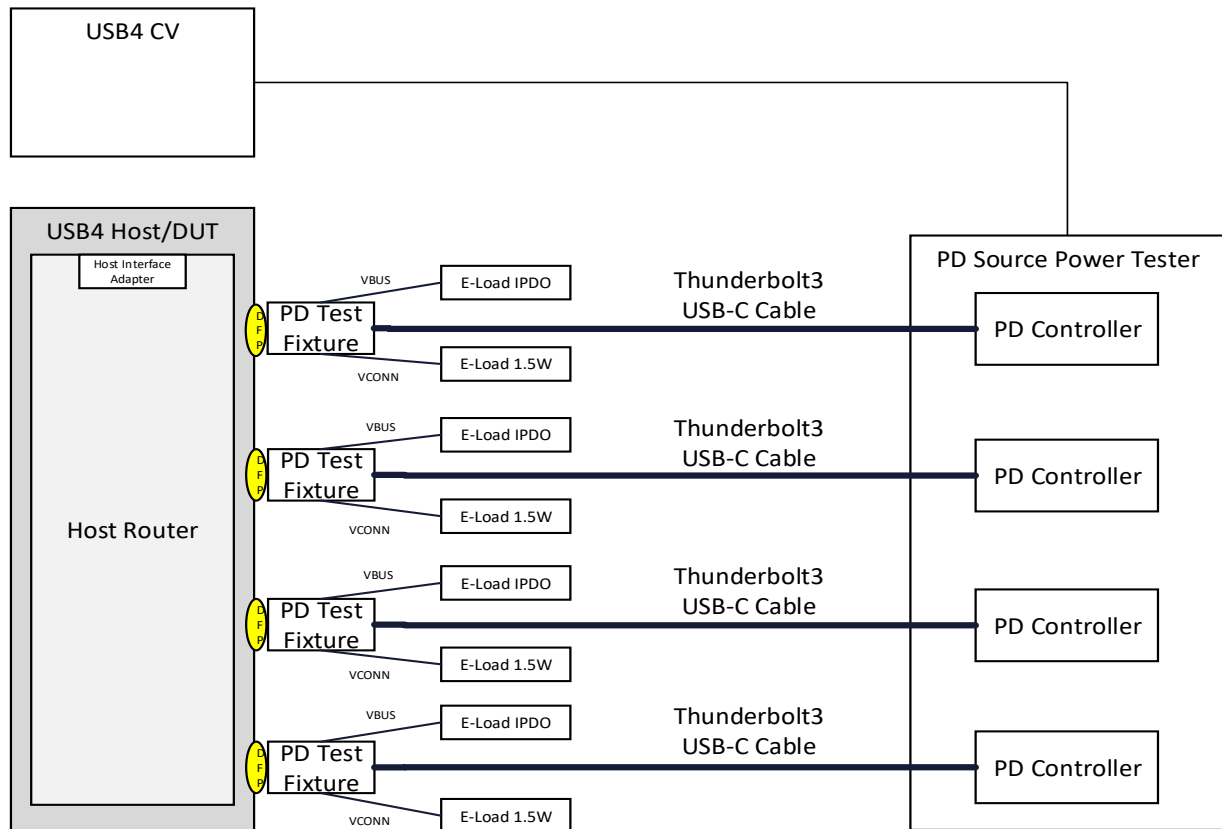 USB4 CV
USB4 Host/DUT
Host Interface
Adapter
Host Router
PD Source Power Tester
VBUS
E-Load IPDO
D
F
P
PD Test
Fixture
Thunderbolt3
USB-C Cable
PD Controller
VCONN
E-Load 1.5W
VBUS
E-Load IPDO
D
F
P
PD Test
Fixture
Thunderbolt3
USB-C Cable
PD Controller
VCONN
E-Load 1.5W
VBUS
E-Load IPDO
D
F
P
PD Test
Fixture
Thunderbolt3
USB-C Cable
PD Controller
VCONN
E-Load 1.5W
VBUS
E-Load IPDO
D
F
P
PD Test
Fixture
Thunderbolt3
USB-C Cable
PD Controller
VCONN
E-Load 1.5W